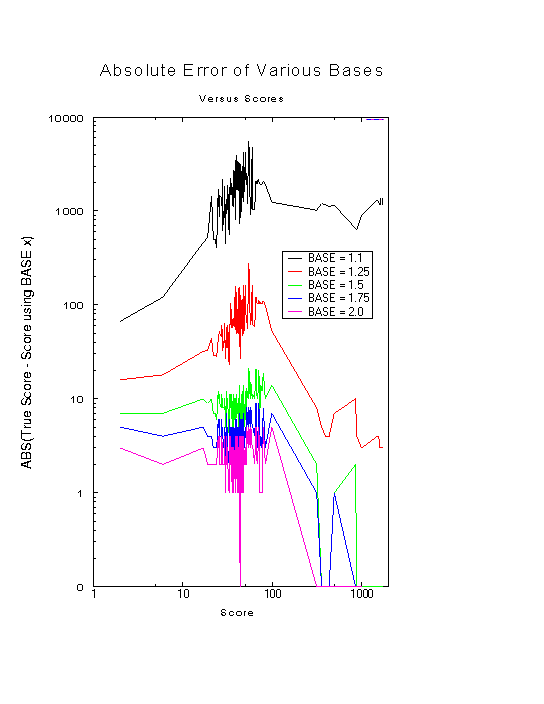 Absolute Error of Various Bases
Versus Scores
ABS(True Score - Score using BASE x)
10000
1000
100
10
1
0
BASE = 1.1
BASE = 1.25
BASE = 1.5
BASE = 1.75
BASE = 2.0
1 10 100 1000
Score